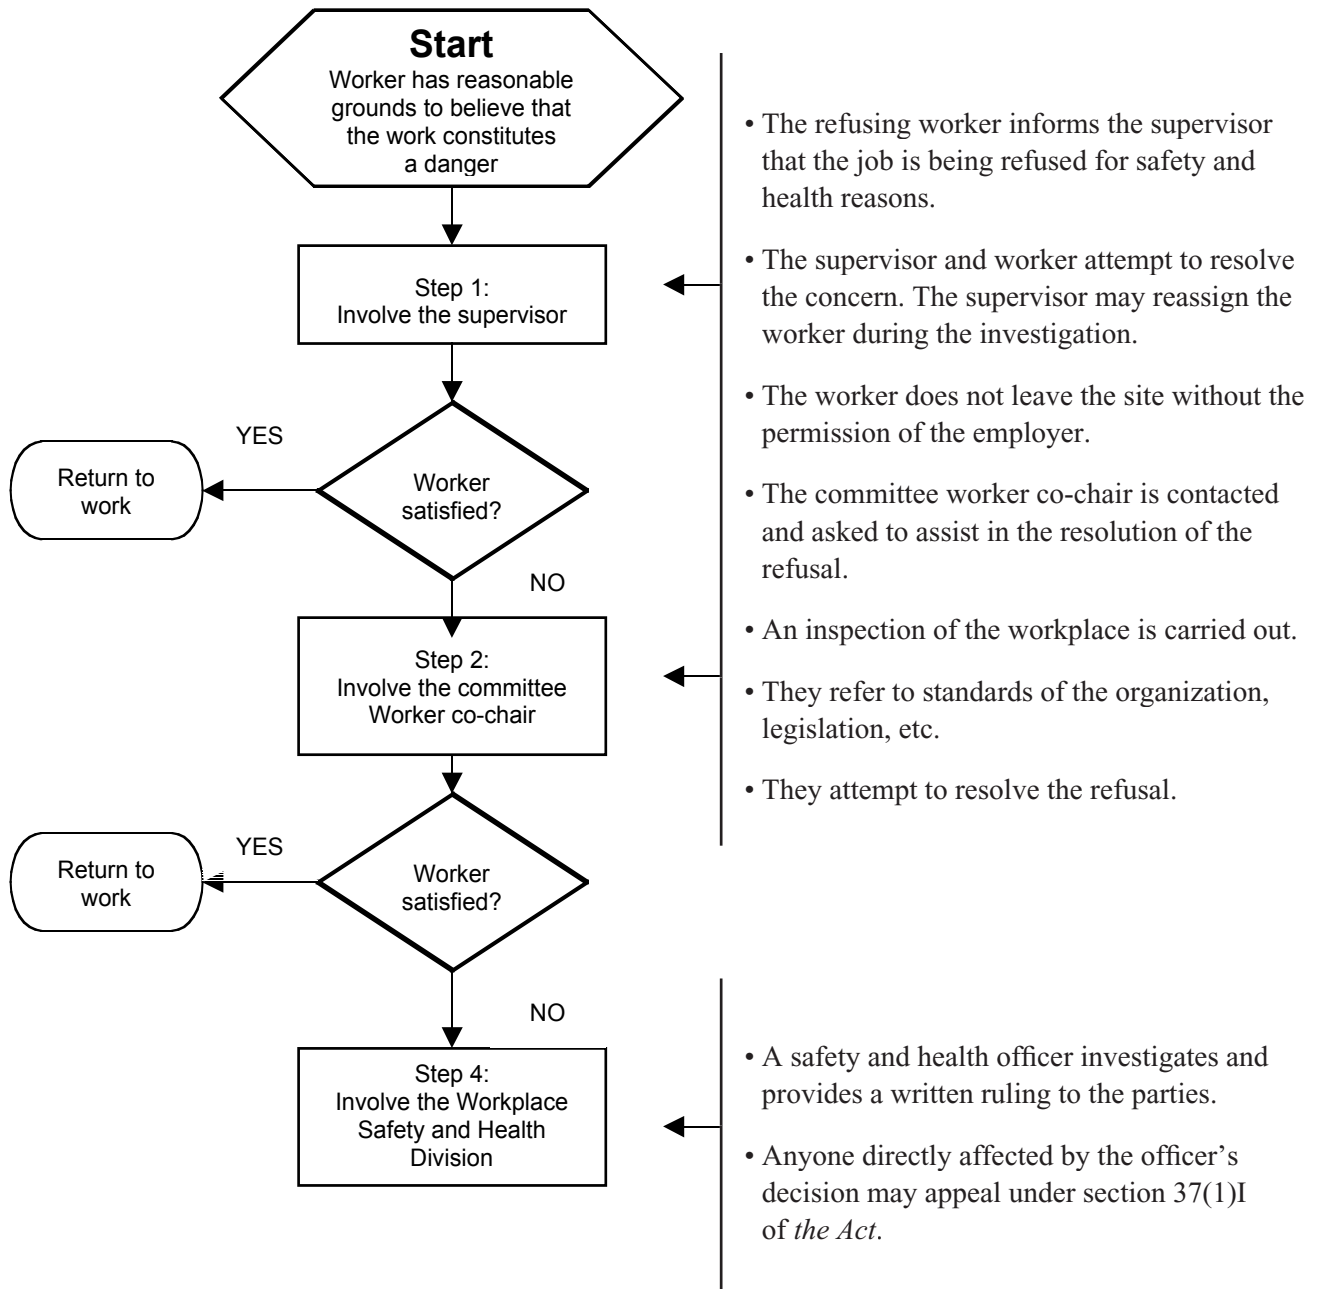 Start
Worker has reasonable
grounds to believe that
the work constitutes
a danger
Step 1:
Involve the supervisor
YES
Return to
work
Worker
satisfied?
NO
Step 2:
Involve the committee
Worker co-chair
YES
Return to
work
Worker
satisfied?
NO
Step 4:
Involve the Workplace
Safety and Health
Division
• The refusing worker informs the supervisor
that the job is being refused for safety and
health reasons.
• The supervisor and worker attempt to resolve
the concern. The supervisor may reassign the
worker during the investigation.
• The worker does not leave the site without the
permission of the employer.
• The committee worker co-chair is contacted
and asked to assist in the resolution of the
refusal.
• An inspection of the workplace is carried out.
• They refer to standards of the organization,
legislation, etc.
• They attempt to resolve the refusal.
• A safety and health officer investigates and
provides a written ruling to the parties.
• Anyone directly affected by the officer’s
decision may appeal under section 37(1)I
of the Act.